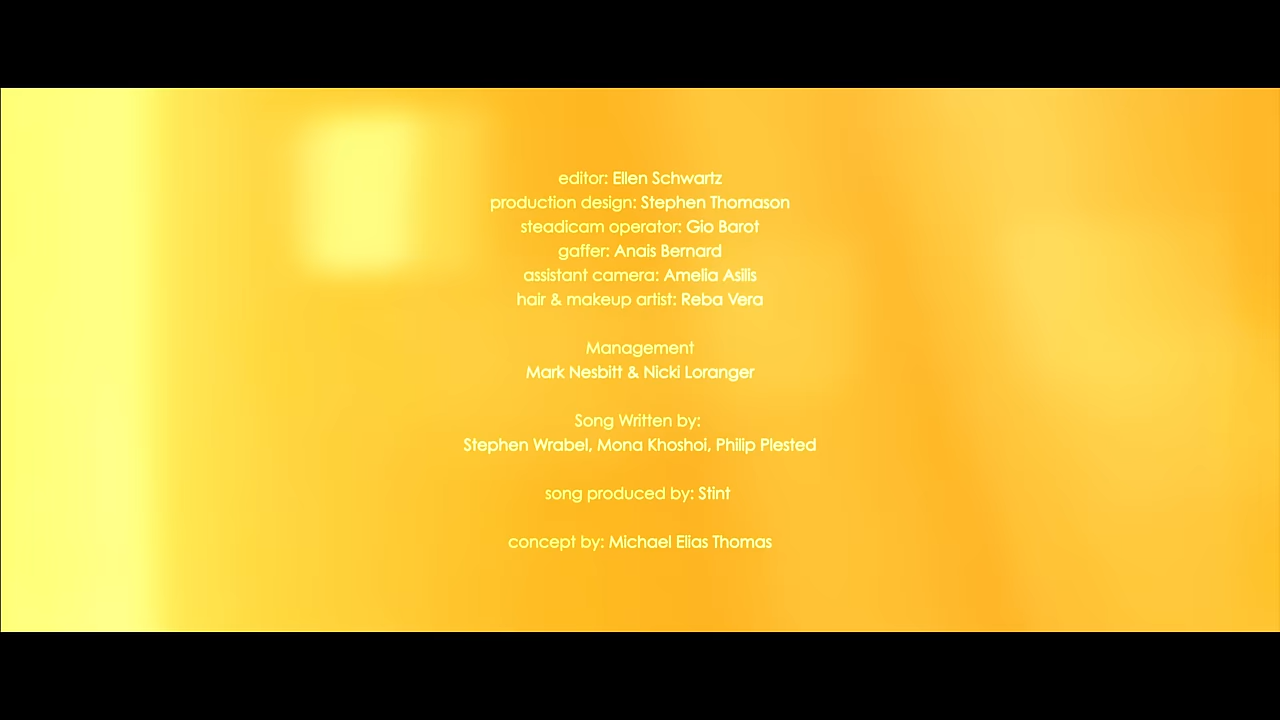 editor: Ellen Schwartz
production design: Stephen Thomason
steadicam operator: Gio Barot
gaffer: Anais Bernard
assistant camera: Amelia Asilis
hair & makeup artist: Reba Vera
Management
Mark Nesbitt & Nicki Loranger
Song Written by:
Stephen Wrabel, Mona Khoshoi, Philip Plested
song produced by: Stint
concept by: Michael Elias Thomas